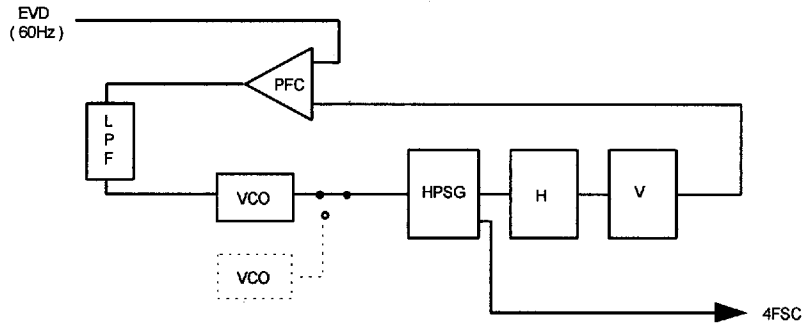 EVD
( 60Hz )
PFC
L
P
F
VCO
HPSG
H
V
VCO
4FSC